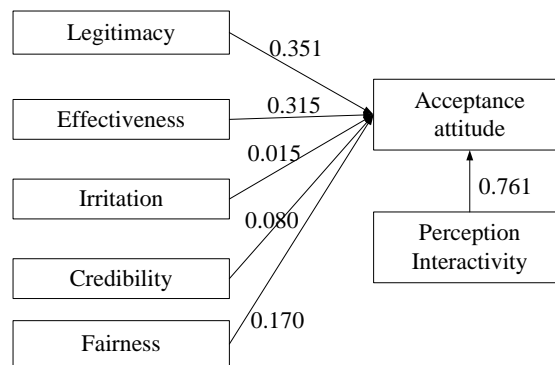 Legitimacy
0.351
Effectiveness
0.315
Acceptance
attitude
0.015
Irritation
0.761
0.080
Perception
Interactivity
Credibility
0.170
Fairness